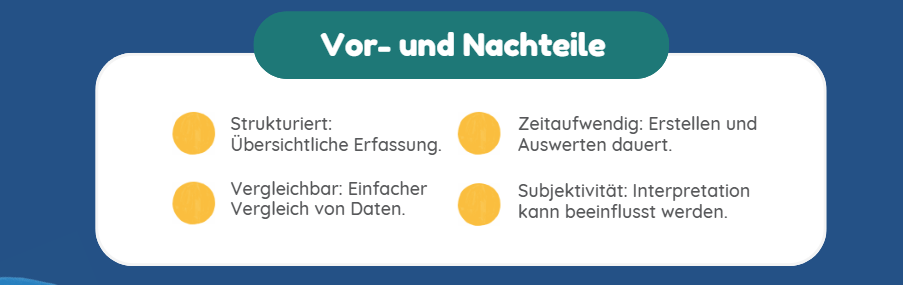 Vor- und Nachteile
Strukturiert:
Übersichtliche Erfassung.
Vergleichbar: Einfacher
Vergleich von Daten.
Zeitaufwendig: Erstellen und
Auswerten dauert.
Subjektivität: Interpretation
kann beeinflusst werden.